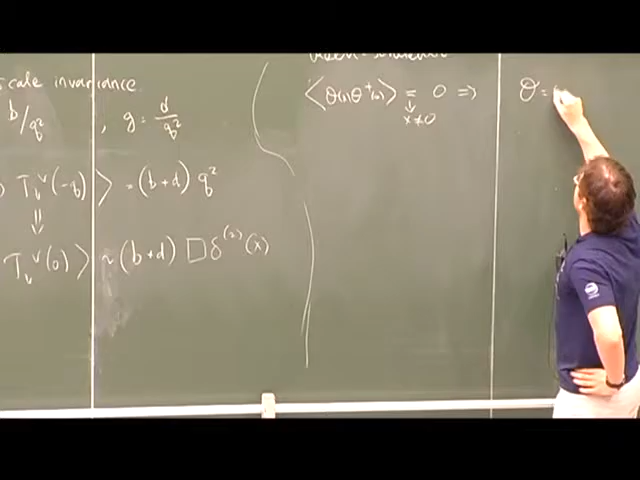 scale invariance
b/q² , g = d/q²
T_ν^ν(-q)⟩ = (b+d) q²
⇓
T_ν^ν(0)⟩ ~ (b+d) □δ^(2)(x)
⟨θ(x)θ⁺(0)⟩ = 0 ⇒ θ =
↓
x≠0